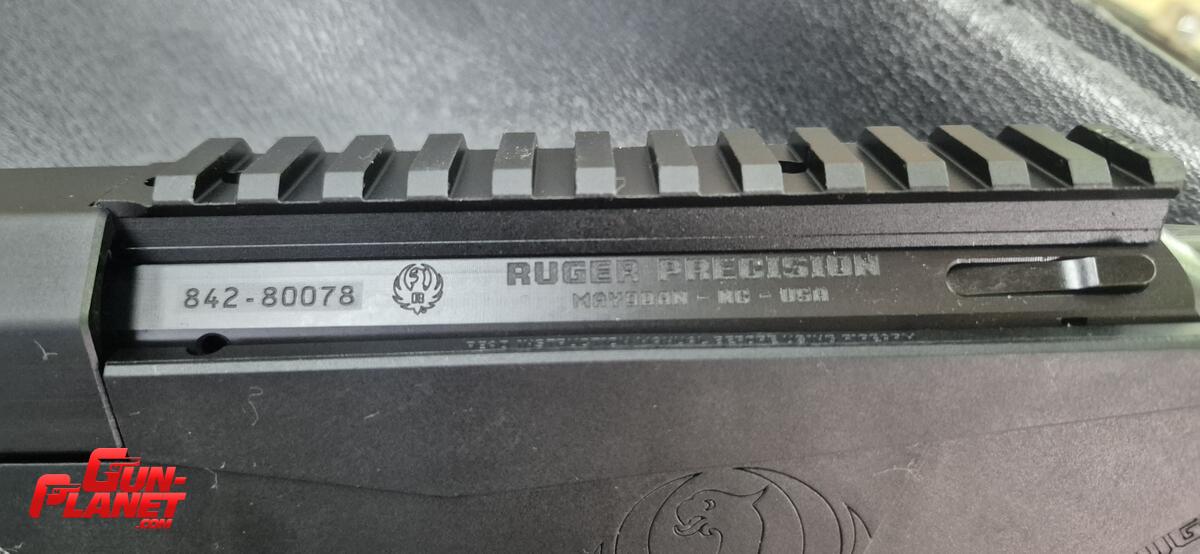 842-80078
RUGER PRECISION
MAYODAN - NC - USA
GUN-
PLANET
.COM